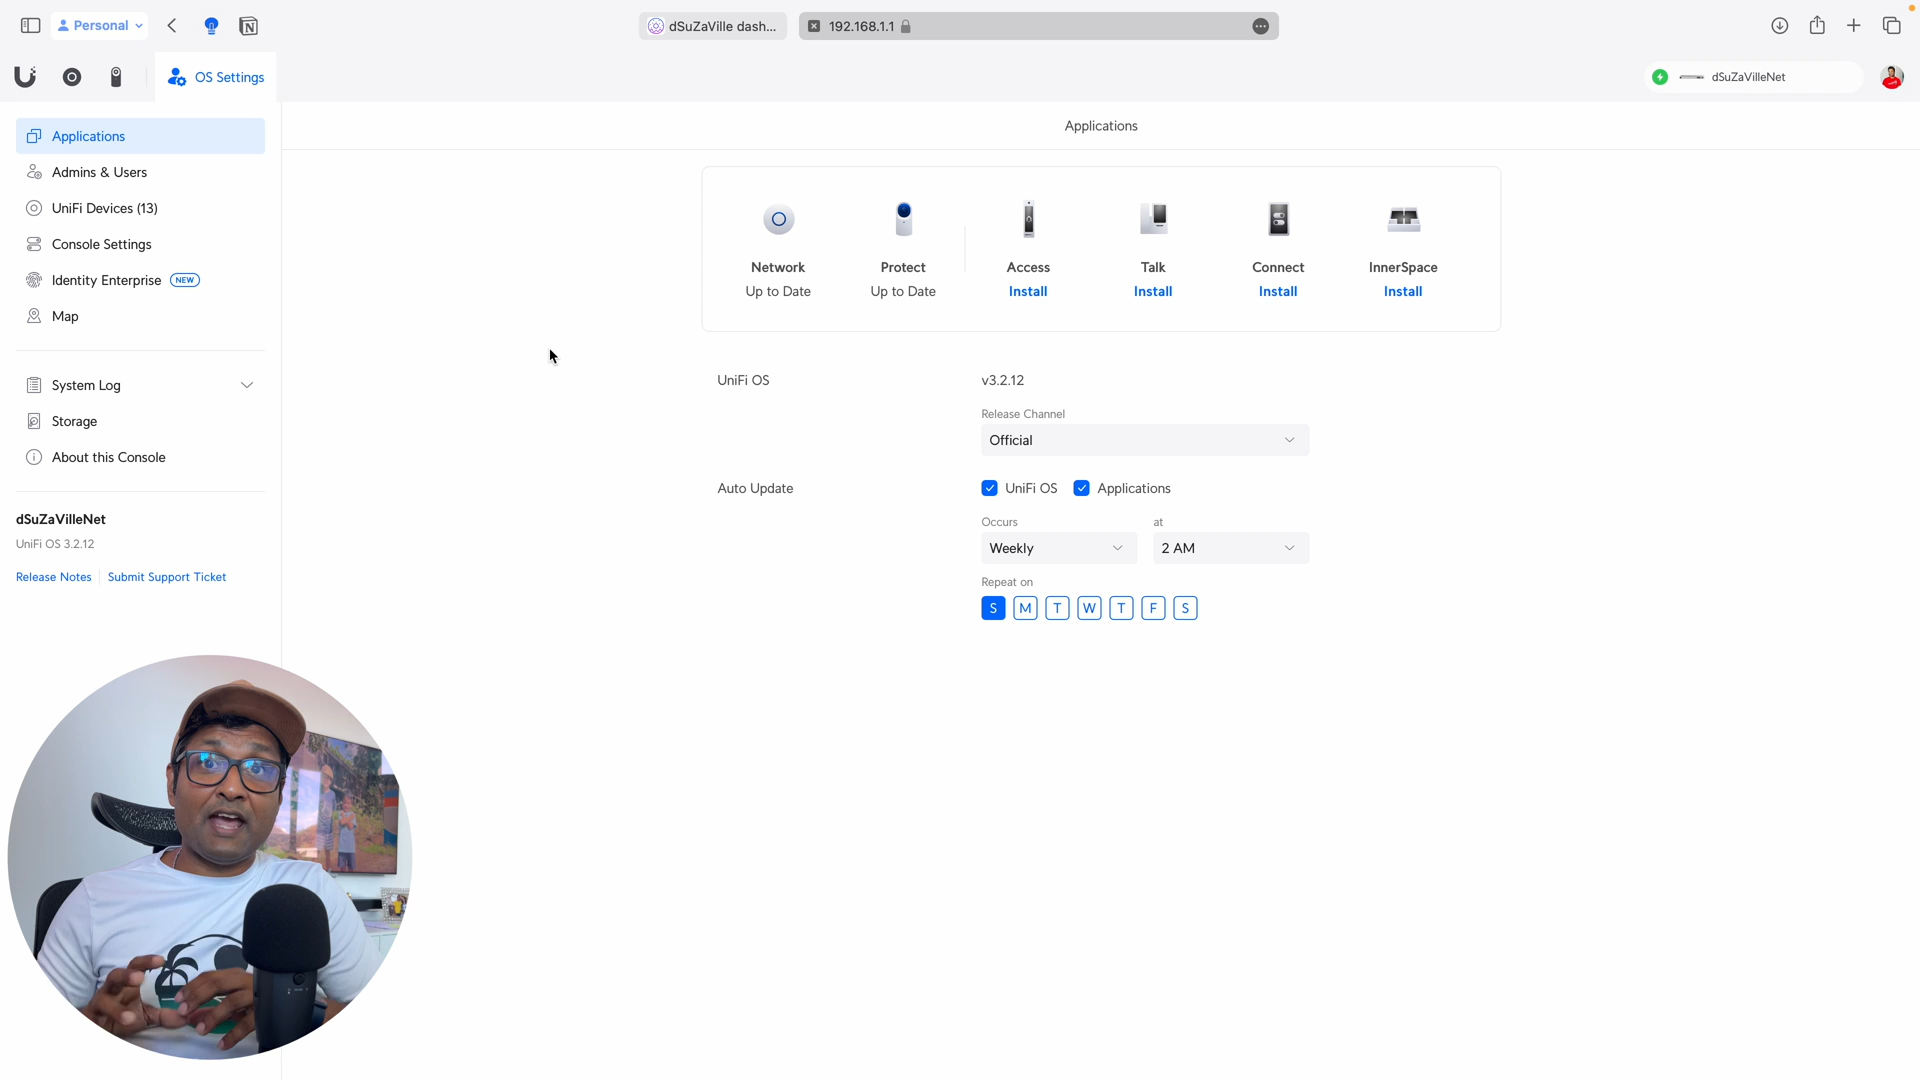 Personal
dSuZaVille dash...
192.168.1.1
OS Settings
dSuZaVilleNet
Applications
Admins & Users
UniFi Devices (13)
Console Settings
Identity Enterprise NEW
Map
System Log
Storage
About this Console
dSuZaVilleNet
UniFi OS 3.2.12
Release Notes Submit Support Ticket
Applications
Network Protect Access Talk Connect InnerSpace
Up to Date Up to Date Install Install Install Install
UniFi OS v3.2.12
Release Channel
Official
Auto Update UniFi OS Applications
Occurs at
Weekly 2 AM
Repeat on
S M T W T F S